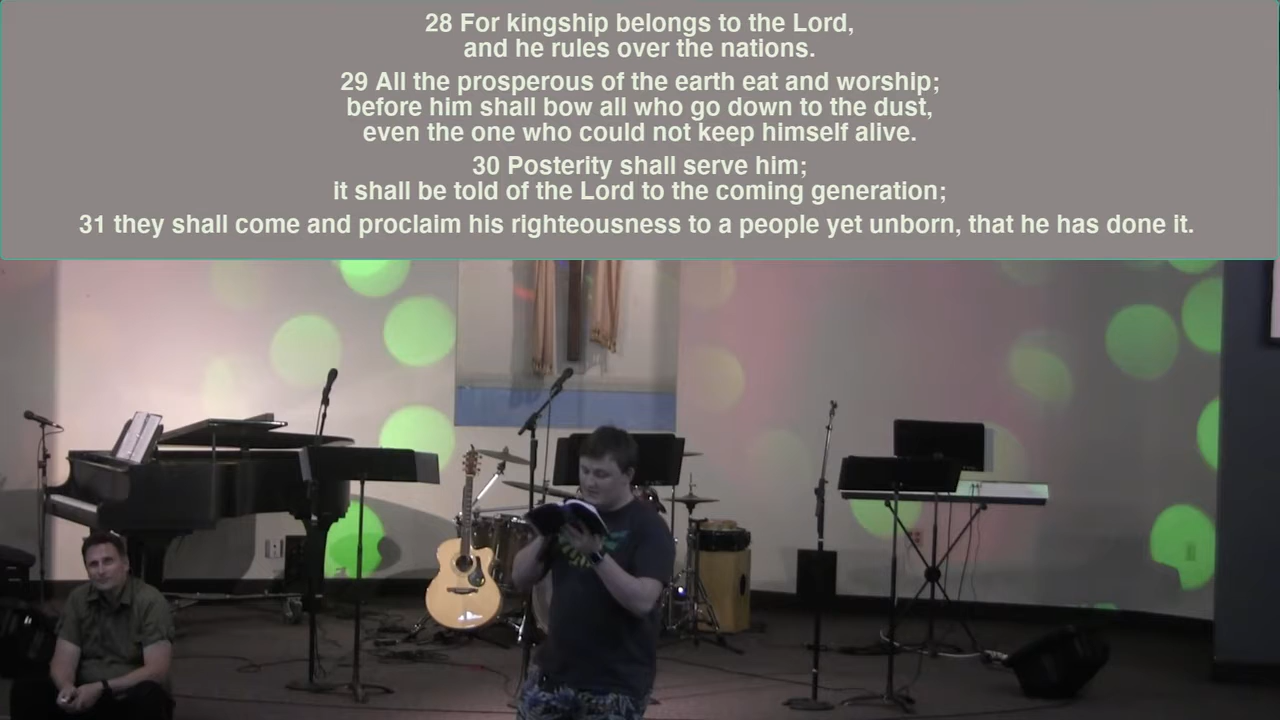 28 For kingship belongs to the Lord,
and he rules over the nations.
29 All the prosperous of the earth eat and worship;
before him shall bow all who go down to the dust,
even the one who could not keep himself alive.
30 Posterity shall serve him;
it shall be told of the Lord to the coming generation;
31 they shall come and proclaim his righteousness to a people yet unborn, that he has done it.